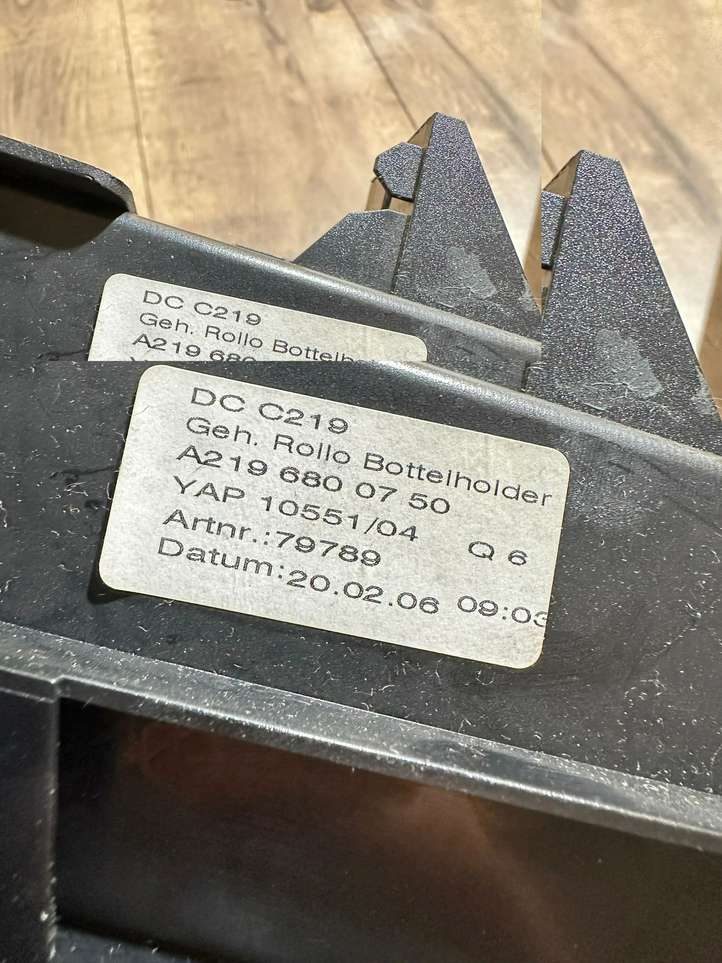 DC C219
Geh. Rollo Bottelho
A219 680
DC C219
Geh. Rollo Bottelholder
A219 680 07 50
YAP 10551/04 Q 6
Artnr.:79789
Datum:20.02.06 09:03